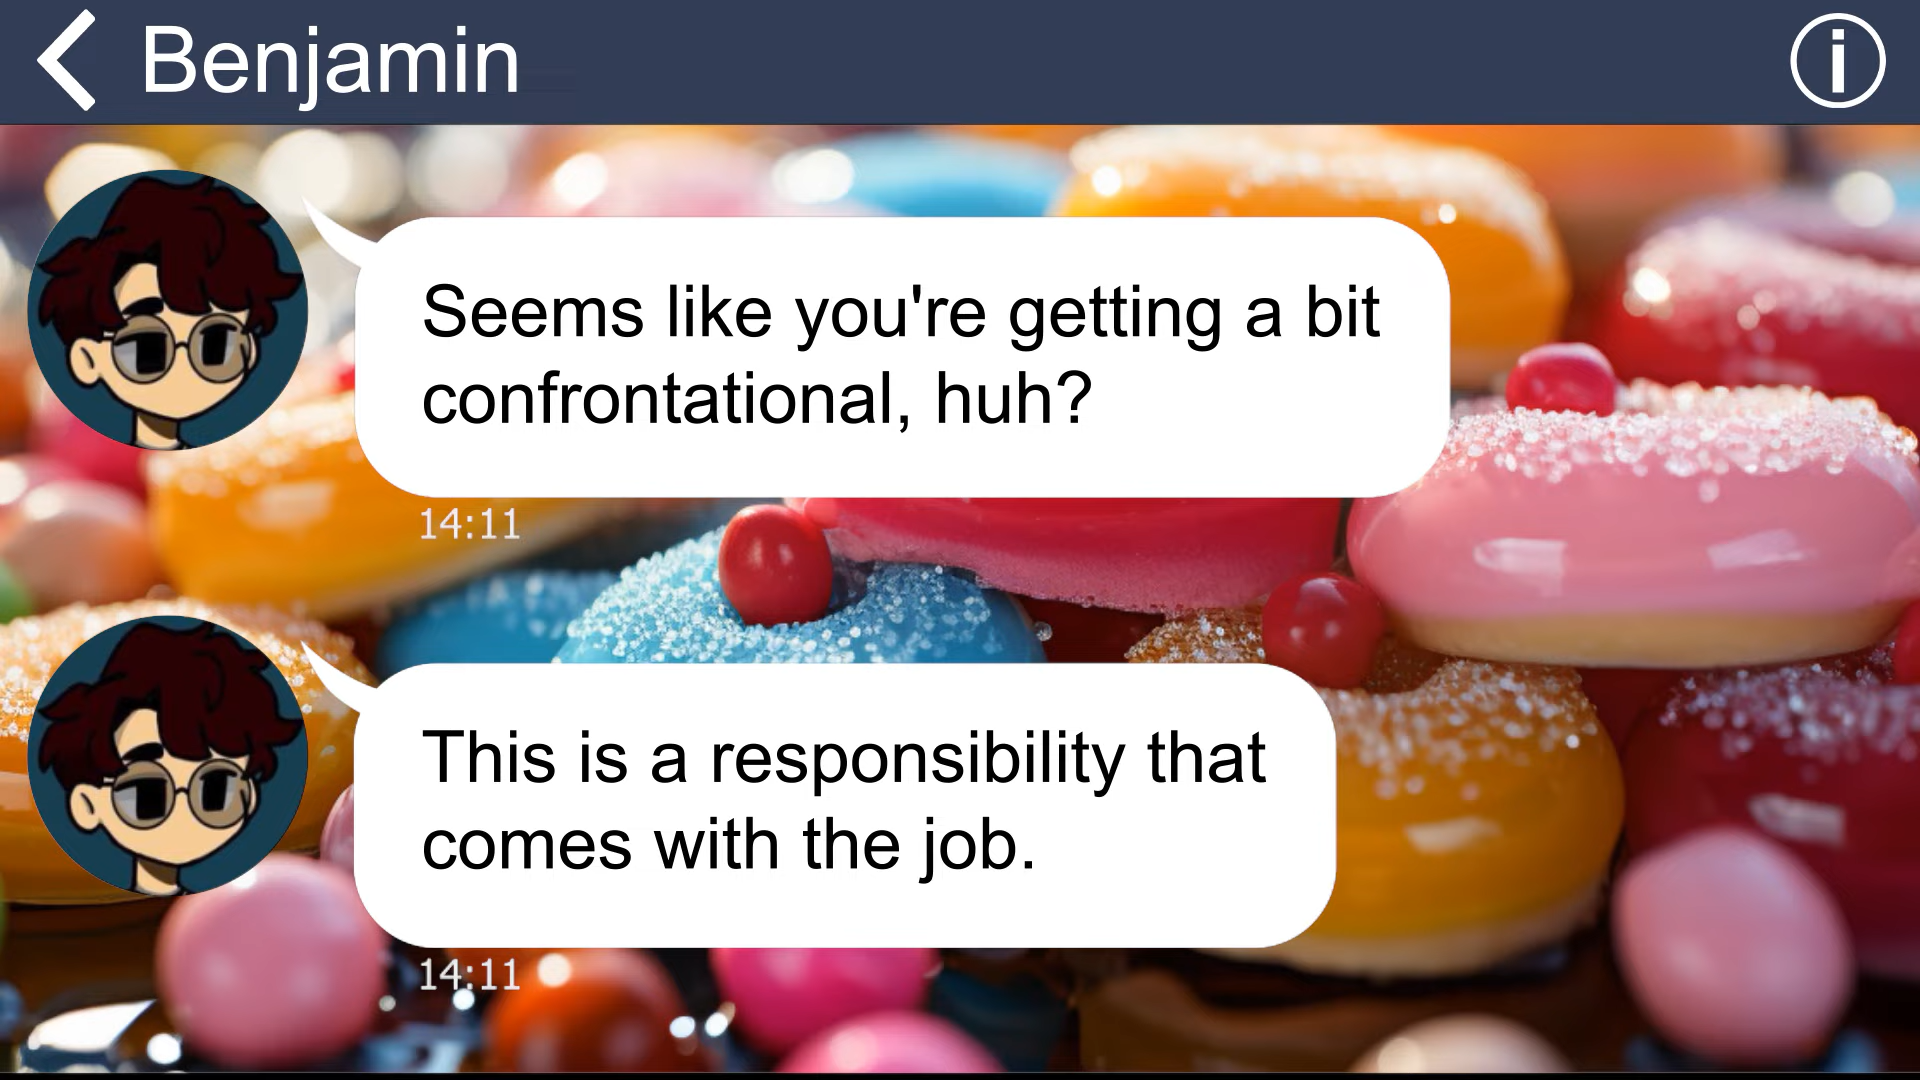 Benjamin
Seems like you're getting a bit
confrontational, huh?
14:11
This is a responsibility that
comes with the job.
14:11